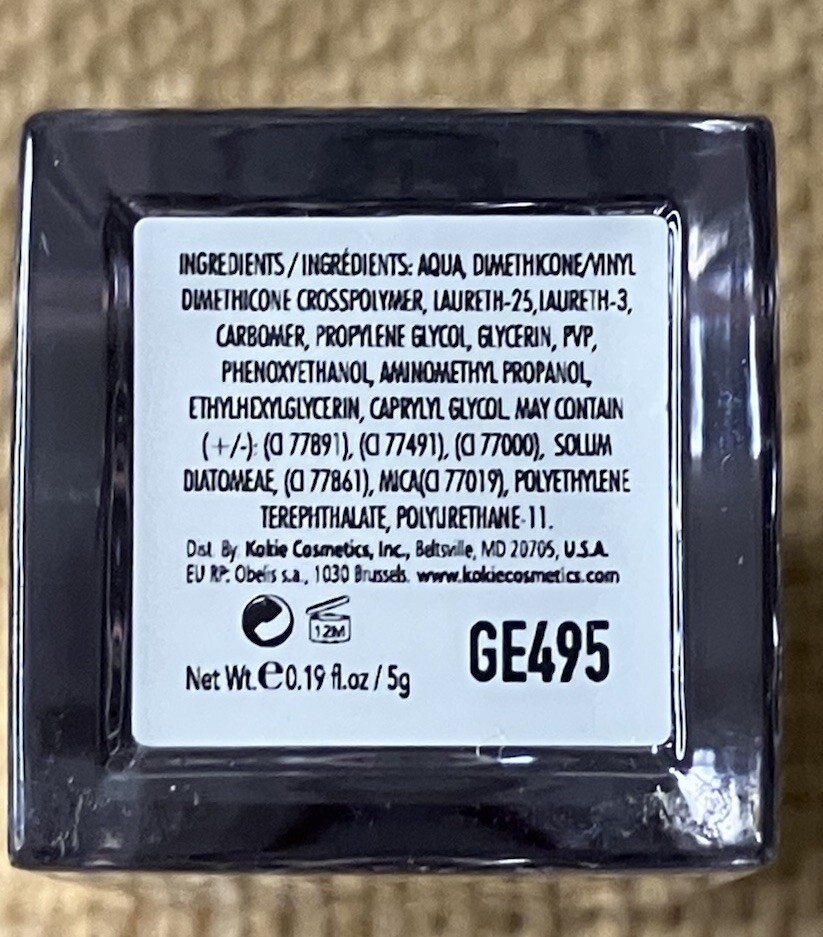 INGREDIENTS / INGRÉDIENTS: AQUA, DIMETHICONE/VINYL
DIMETHICONE CROSSPOLYMER, LAURETH-25, LAURETH-3,
CARBOMER, PROPYLENE GLYCOL, GLYCERIN, PVP,
PHENOXYETHANOL, AMINOMETHYL PROPANOL,
ETHYLHEXYLGLYCERIN, CAPRYLYL GLYCOL. MAY CONTAIN
(+/-): (CI 77891), (CI 77491), (CI 77000), SOLUM
DIATOMEAE, (CI 77861), MICA(CI 77019), POLYETHYLENE
TEREPHTHALATE, POLYURETHANE-11.
Dist. By. Kokie Cosmetics, Inc., Beltsville, MD 20705, U.S.A.
EU RP: Obelis s.a., 1030 Brussels. www.kokiecosmetics.com
12M
Net Wt.e0.19 fl.oz / 5g
GE495